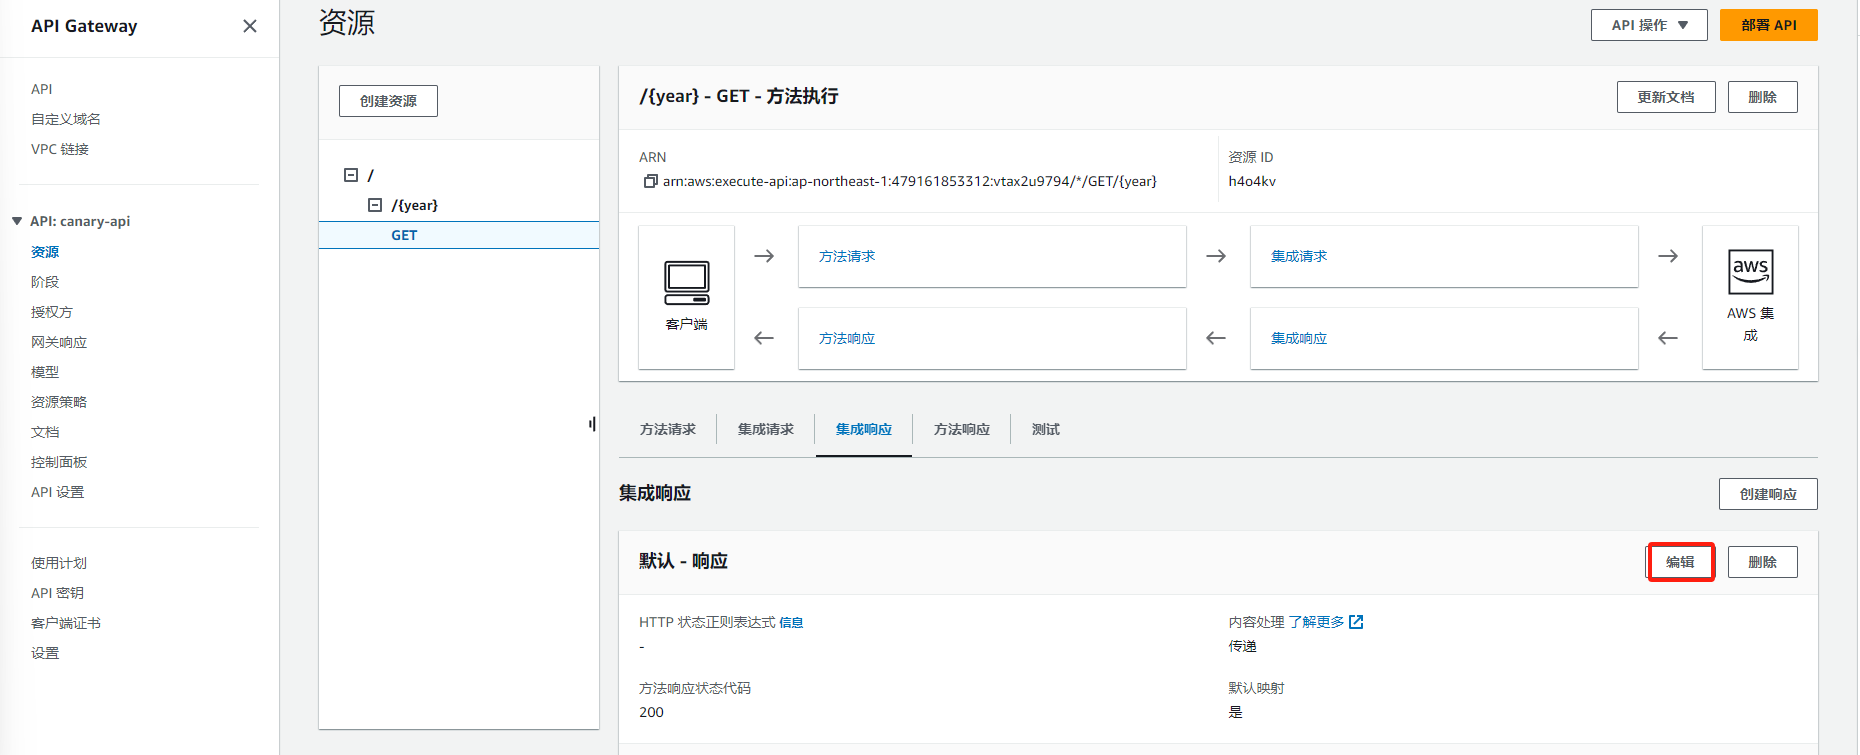 API Gateway
API
自定义域名
VPC 链接
API: canary-api
资源
阶段
授权方
网关响应
模型
资源策略
文档
控制面板
API 设置
使用计划
API 密钥
客户端证书
设置
资源
API 操作
部署 API
创建资源
/
/{year}
GET
/{year} - GET - 方法执行
更新文档
删除
ARN
arn:aws:execute-api:ap-northeast-1:479161853312:vtax2u9794/*/GET/{year}
资源 ID
h4o4kv
客户端
方法请求
集成请求
方法响应
集成响应
aws
AWS 集
成
方法请求
集成请求
集成响应
方法响应
测试
集成响应
创建响应
默认 - 响应
编辑
删除
HTTP 状态正则表达式 信息
-
内容处理 了解更多
传递
方法响应状态代码
200
默认映射
是